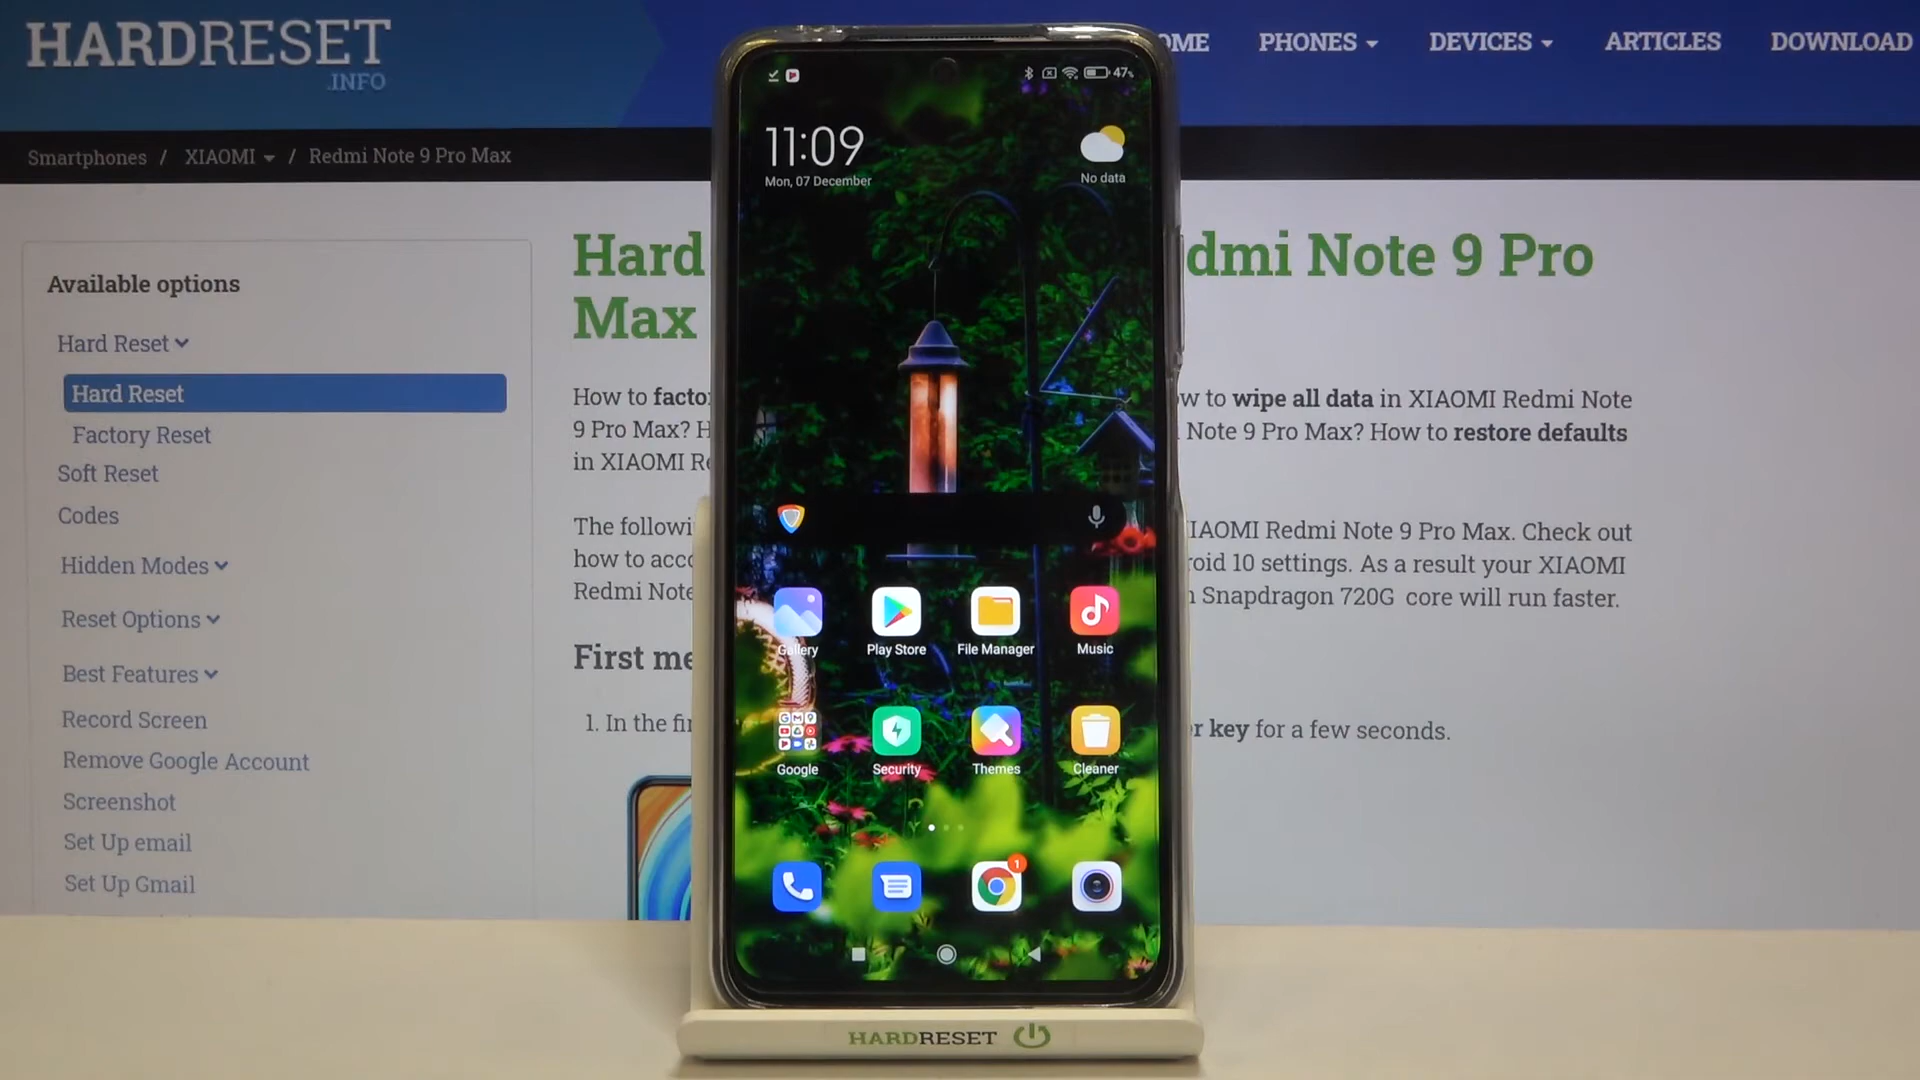 HARDRESET
.INFO
OME PHONES DEVICES ARTICLES DOWNLOAD
Smartphones / XIAOMI / Redmi Note 9 Pro Max
Available options
Hard Reset
Hard Reset
Factory Reset
Soft Reset
Codes
Hidden Modes
Reset Options
Best Features
Record Screen
Remove Google Account
Screenshot
Set Up email
Set Up Gmail
Hard dmi Note 9 Pro
Max
How to facto w to wipe all data in XIAOMI Redmi Note
9 Pro Max? H Note 9 Pro Max? How to restore defaults
in XIAOMI Re
The followi IAOMI Redmi Note 9 Pro Max. Check out
how to acco oid 10 settings. As a result your XIAOMI
Redmi Note Snapdragon 720G core will run faster.
First me
1. In the fi r key for a few seconds.
47%
11:09
Mon, 07 December
No data
Gallery Play Store File Manager Music
Google Security Themes Cleaner
1
HARDRESET